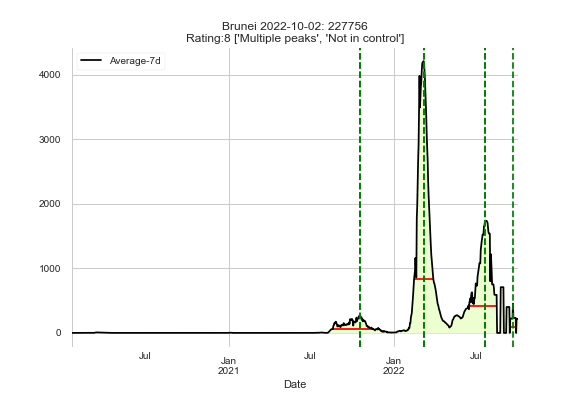 Brunei 2022-10-02: 227756
Rating:8 ['Multiple peaks', 'Not in control']
Average-7d
4000
3000
2000
1000
0
Jul
Jan
2021
Jul
Jan
2022
Jul
Date